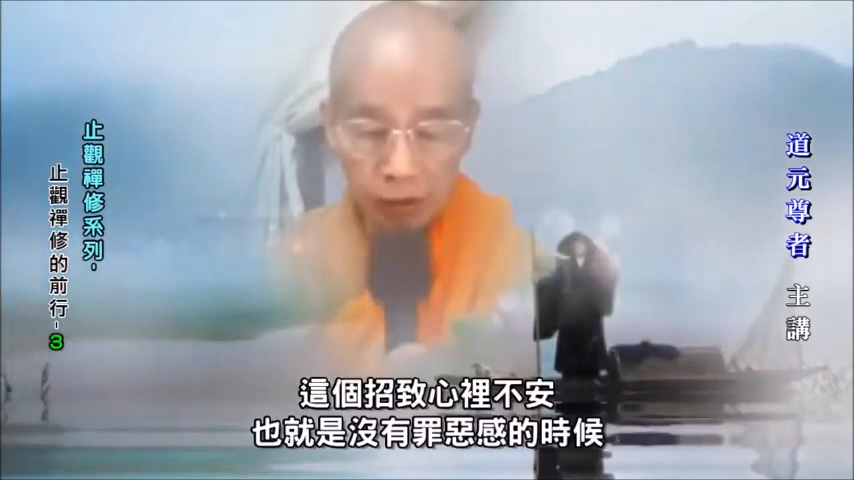 道元尊者 主講
止觀禪修系列-
止觀禪修的前行-3
這個招致心裡不安
也就是沒有罪惡感的時候